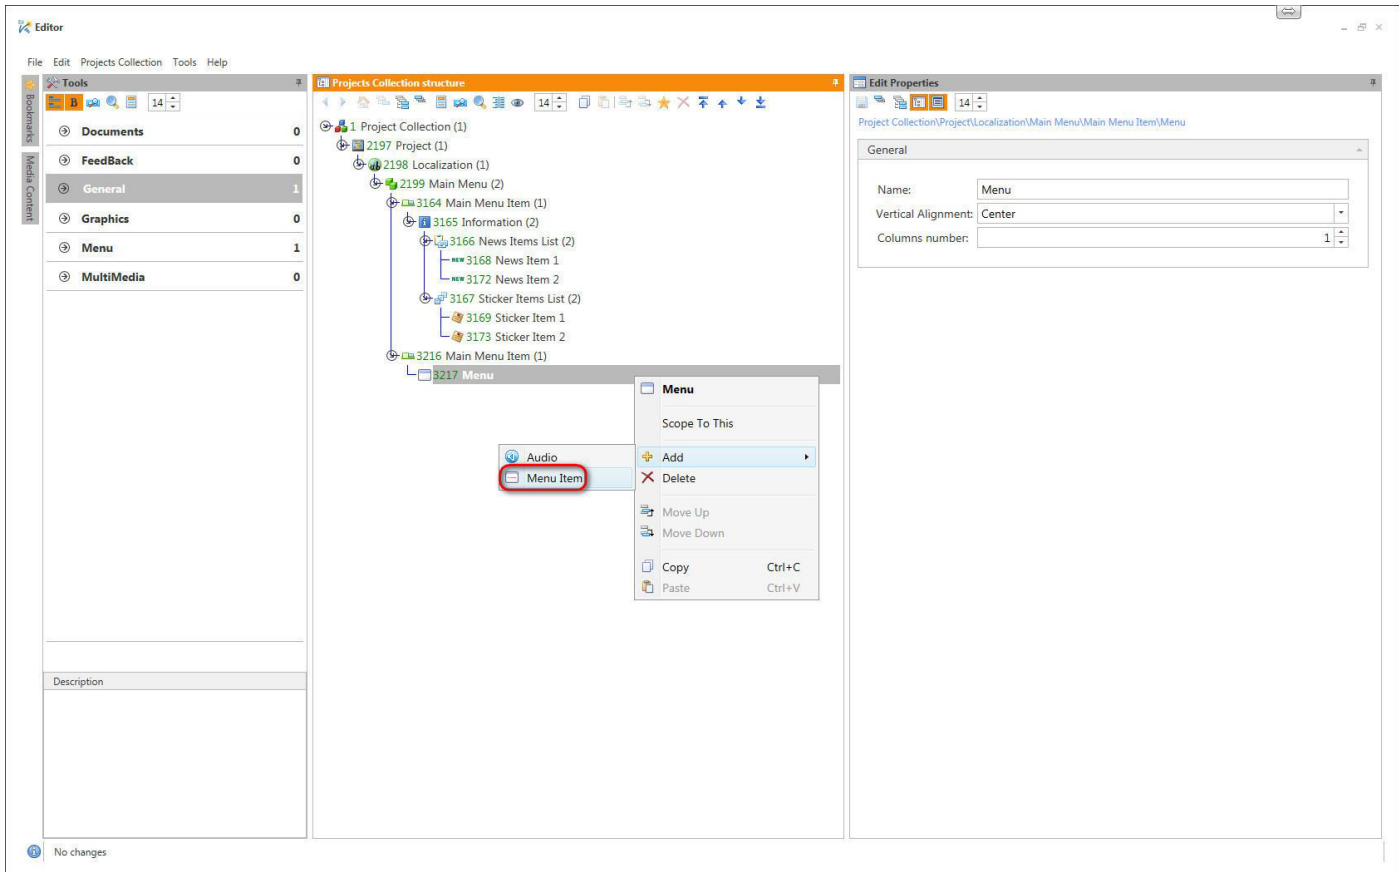 Editor
File Edit Projects Collection Tools Help
Bookmarks
Media Content
Tools
B 14
Documents 0
FeedBack 0
General 1
Graphics 0
Menu 1
MultiMedia 0
Description
Projects Collection structure
14
1 Project Collection (1)
2197 Project (1)
2198 Localization (1)
2199 Main Menu (2)
3164 Main Menu Item (1)
3165 Information (2)
3166 News Items List (2)
NEW 3168 News Item 1
NEW 3172 News Item 2
3167 Sticker Items List (2)
3169 Sticker Item 1
3173 Sticker Item 2
3216 Main Menu Item (1)
3217 Menu
Menu
Scope To This
Add
Delete
Move Up
Move Down
Copy Ctrl+C
Paste Ctrl+V
Audio
Menu Item
Edit Properties
14
Project Collection\Project\Localization\Main Menu\Main Menu Item\Menu
General
Name: Menu
Vertical Alignment: Center
Columns number: 1
No changes